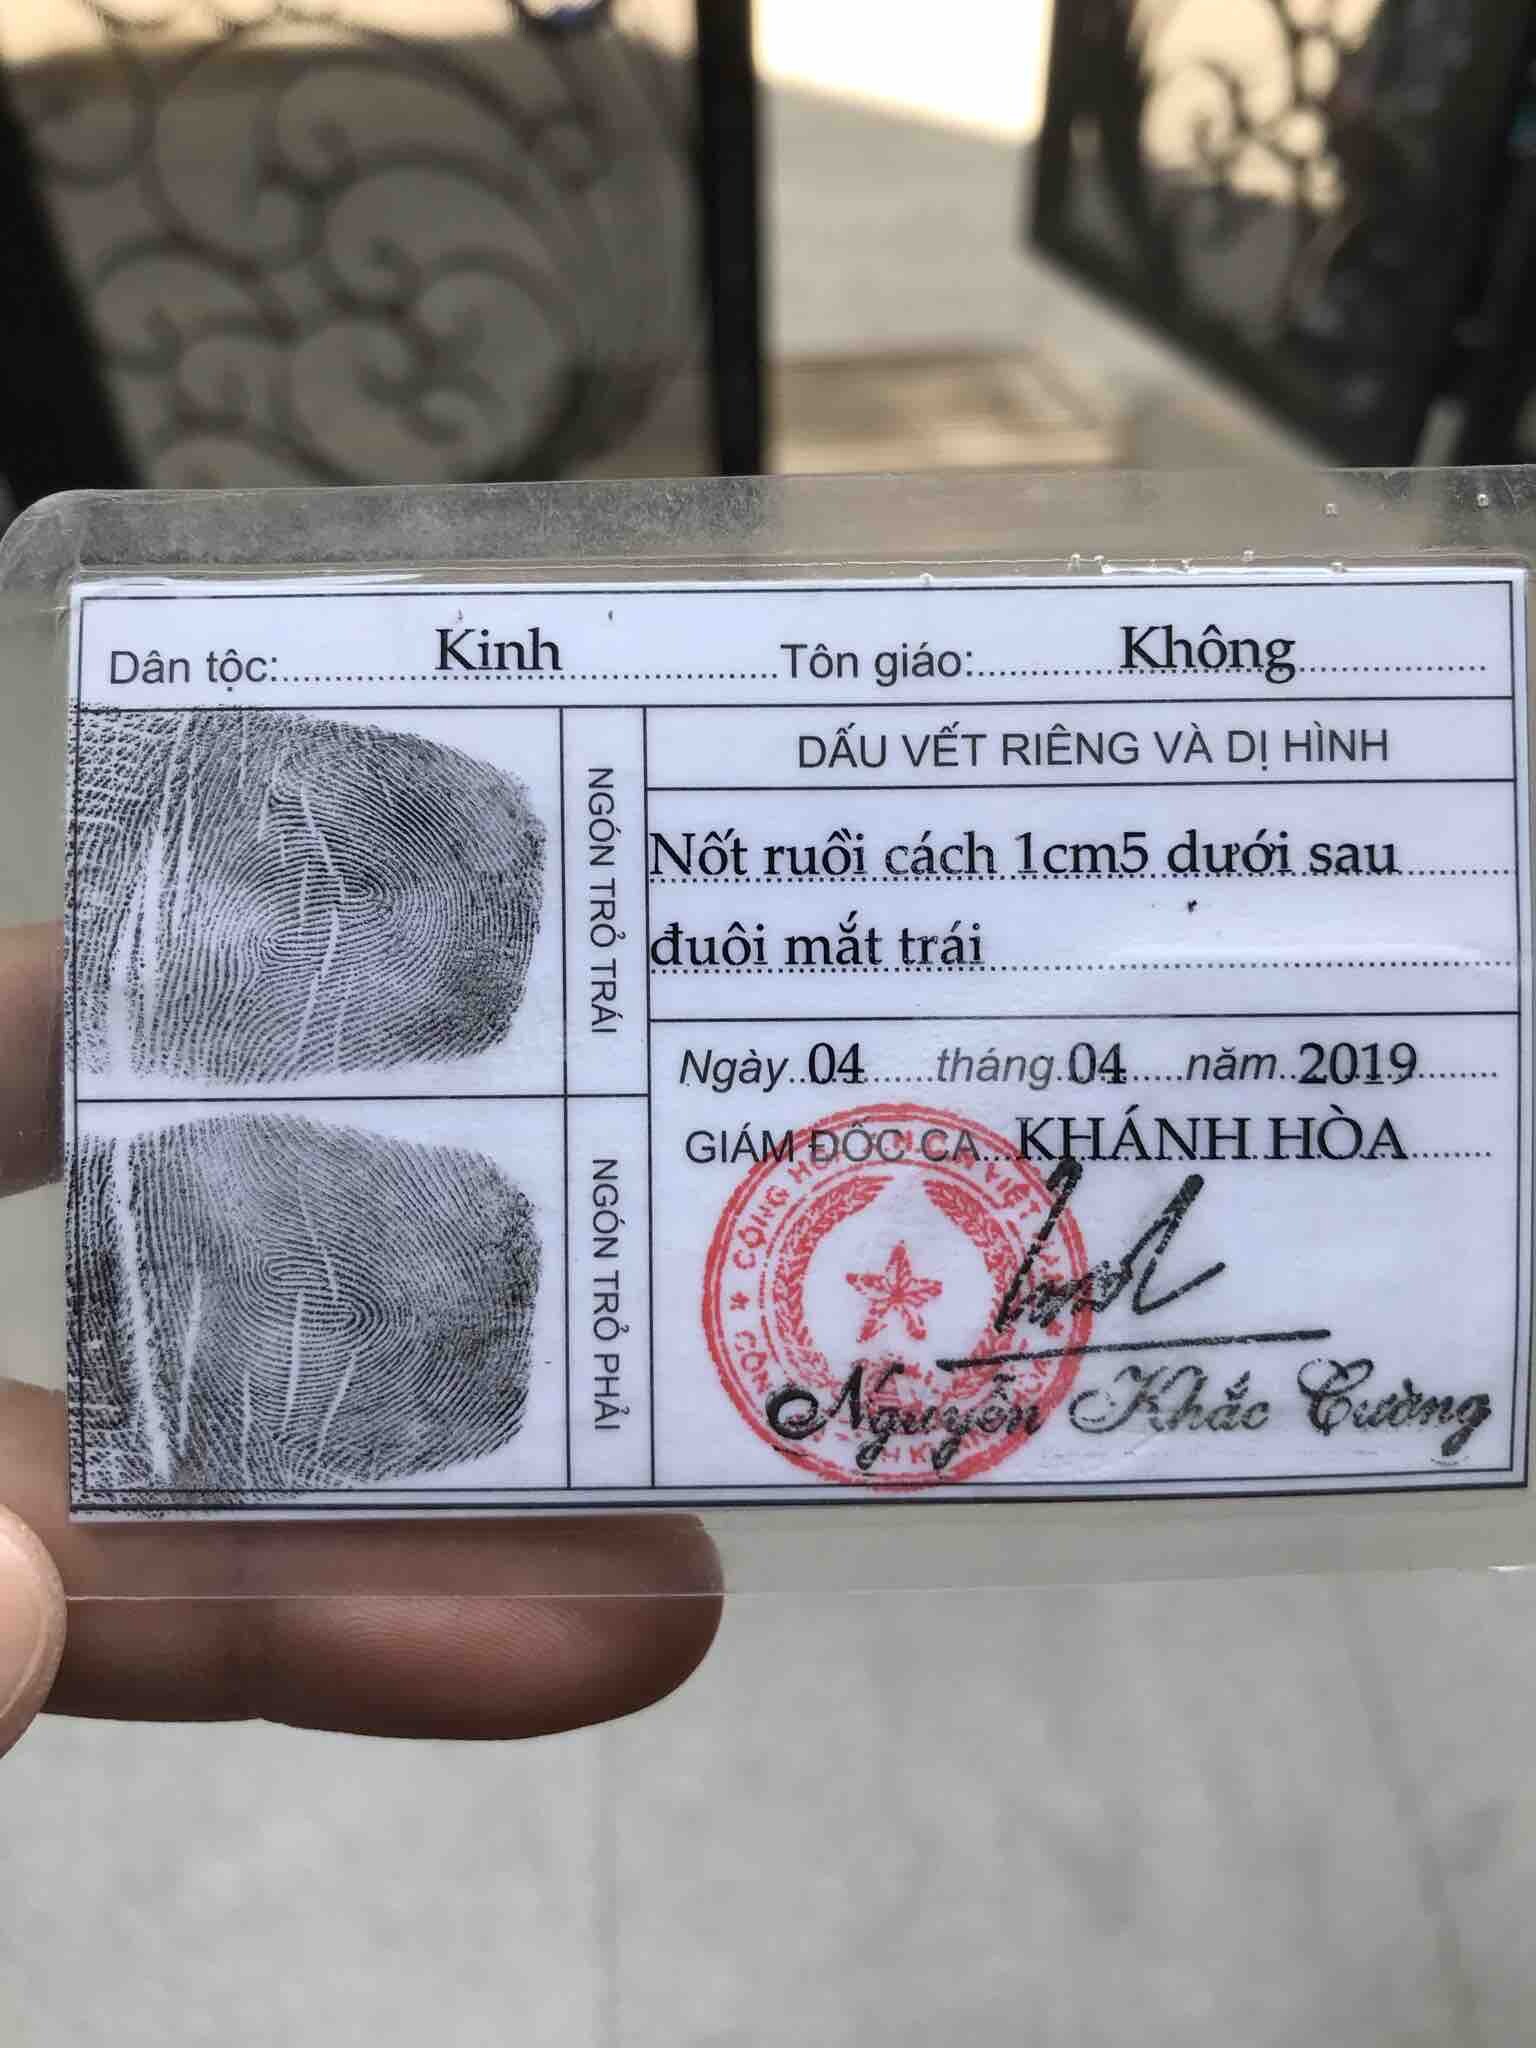 Dân tộc: Kinh Tôn giáo: Không
NGÓN TRỎ TRÁI
DẤU VẾT RIÊNG VÀ DỊ HÌNH
Nốt ruồi cách 1cm5 dưới sau
đuôi mắt trái
Ngày 04 tháng 04 năm 2019
GIÁM ĐỐC CA KHÁNH HÒA
NGÓN TRỎ PHẢI
Nguyễn Khắc Cường